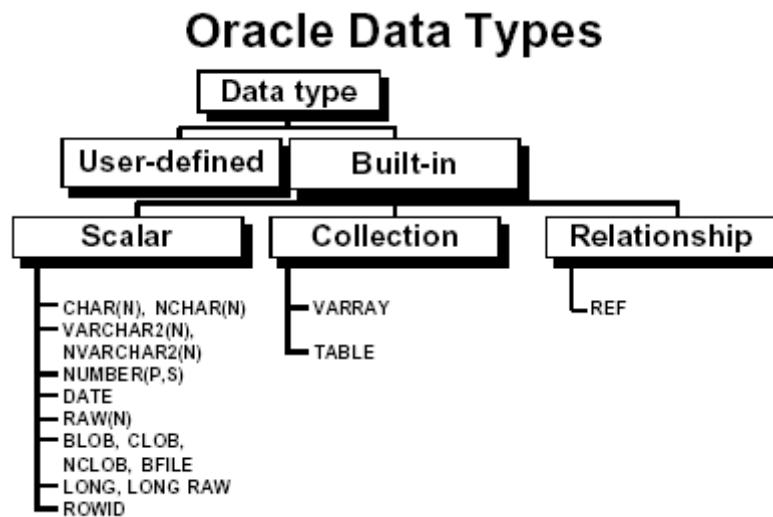 Oracle Data Types
Data type
User-defined
Built-in
Scalar
Collection
Relationship
CHAR(N), NCHAR(N)
VARCHAR2(N),
NVARCHAR2(N)
NUMBER(P,S)
DATE
RAW(N)
BLOB, CLOB,
NCLOB, BFILE
LONG, LONG RAW
ROWID
VARRAY
TABLE
REF